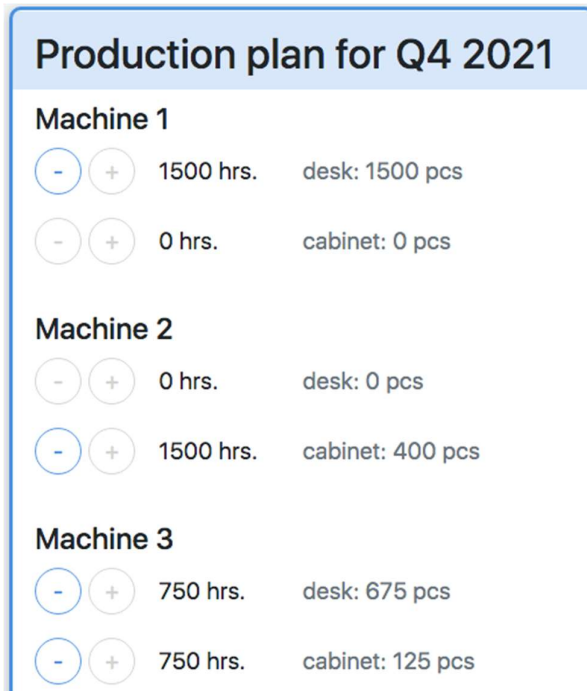 Production plan for Q4 2021
Machine 1
- + 1500 hrs. desk: 1500 pcs
- + 0 hrs. cabinet: 0 pcs
Machine 2
- + 0 hrs. desk: 0 pcs
- + 1500 hrs. cabinet: 400 pcs
Machine 3
- + 750 hrs. desk: 675 pcs
- + 750 hrs. cabinet: 125 pcs